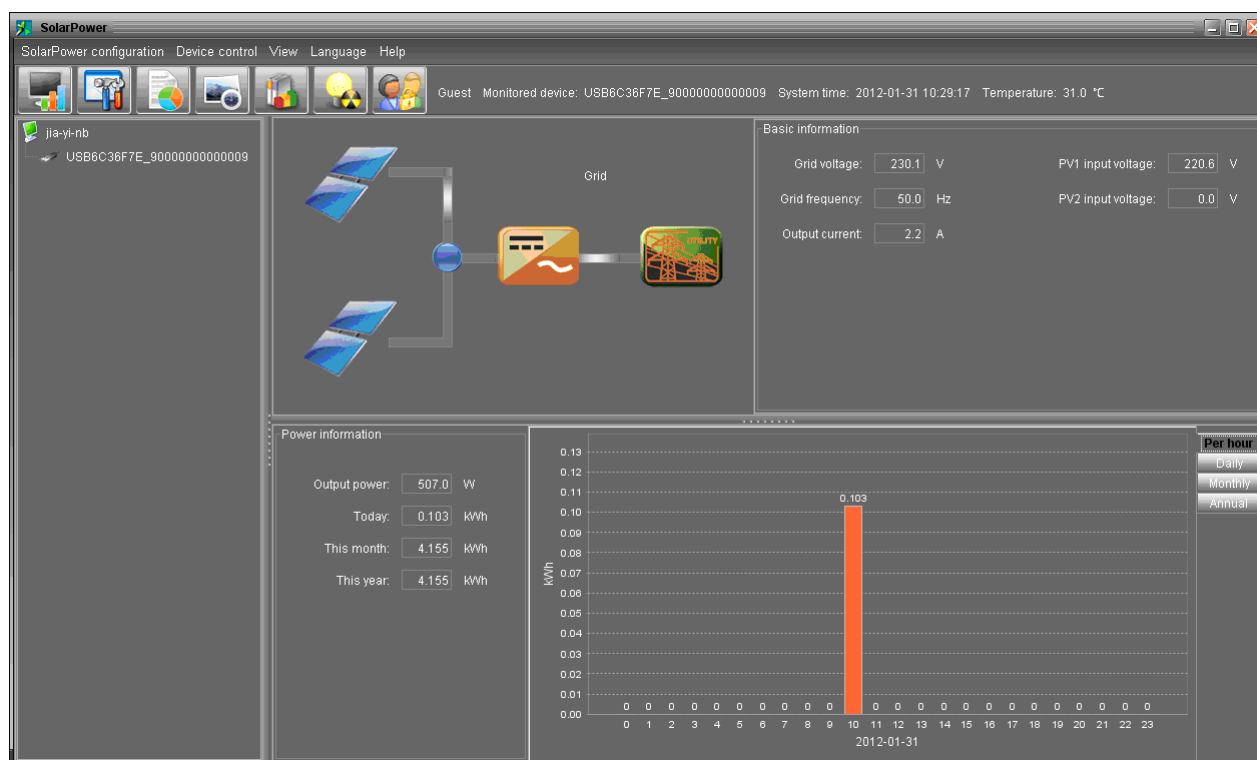 SolarPower
SolarPower configuration Device control View Language Help
Guest Monitored device: USB6C36F7E_90000000000009 System time: 2012-01-31 10:29:17 Temperature: 31.0 °C
jia-yi-nb
USB6C36F7E_90000000000009
Grid
UTILITY
Basic information
Grid voltage: 230.1 V PV1 input voltage: 220.6 V
Grid frequency: 50.0 Hz PV2 input voltage: 0.0 V
Output current: 2.2 A
Power information
Output power: 507.0 W
Today: 0.103 kWh
This month: 4.155 kWh
This year: 4.155 kWh
kWh
0.13
0.12
0.11
0.10
0.09
0.08
0.07
0.06
0.05
0.04
0.03
0.02
0.01
0.00
0.103
0 0 0 0 0 0 0 0 0 0 0 0 0 0 0 0 0 0 0 0 0 0 0
0 1 2 3 4 5 6 7 8 9 10 11 12 13 14 15 16 17 18 19 20 21 22 23
2012-01-31
Per hour
Daily
Monthly
Annual